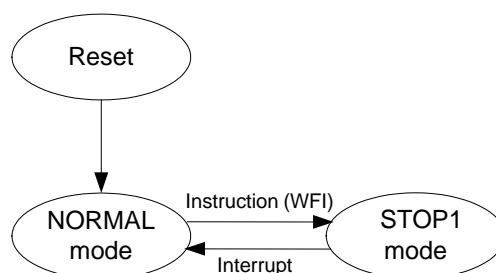 Reset
Instruction (WFI)
NORMAL
mode
STOP1
mode
Interrupt